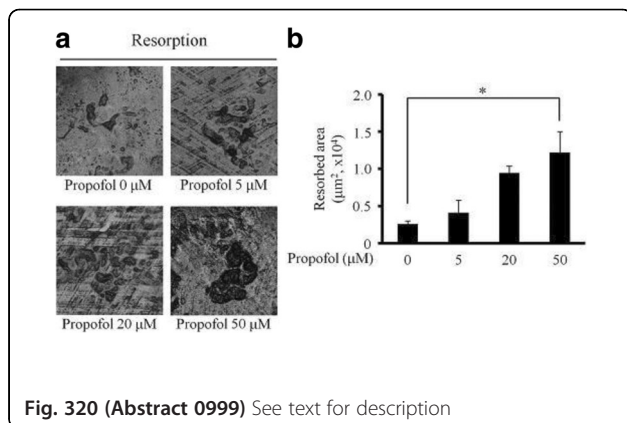 a
Resorption
Propofol 0 μM
Propofol 5 μM
Propofol 20 μM
Propofol 50 μM
b
*
Resorbed area
(μm², x10⁴)
2.0
1.5
1.0
0.5
0
Propofol (μM)
0 5 20 50
Fig. 320 (Abstract 0999) See text for description